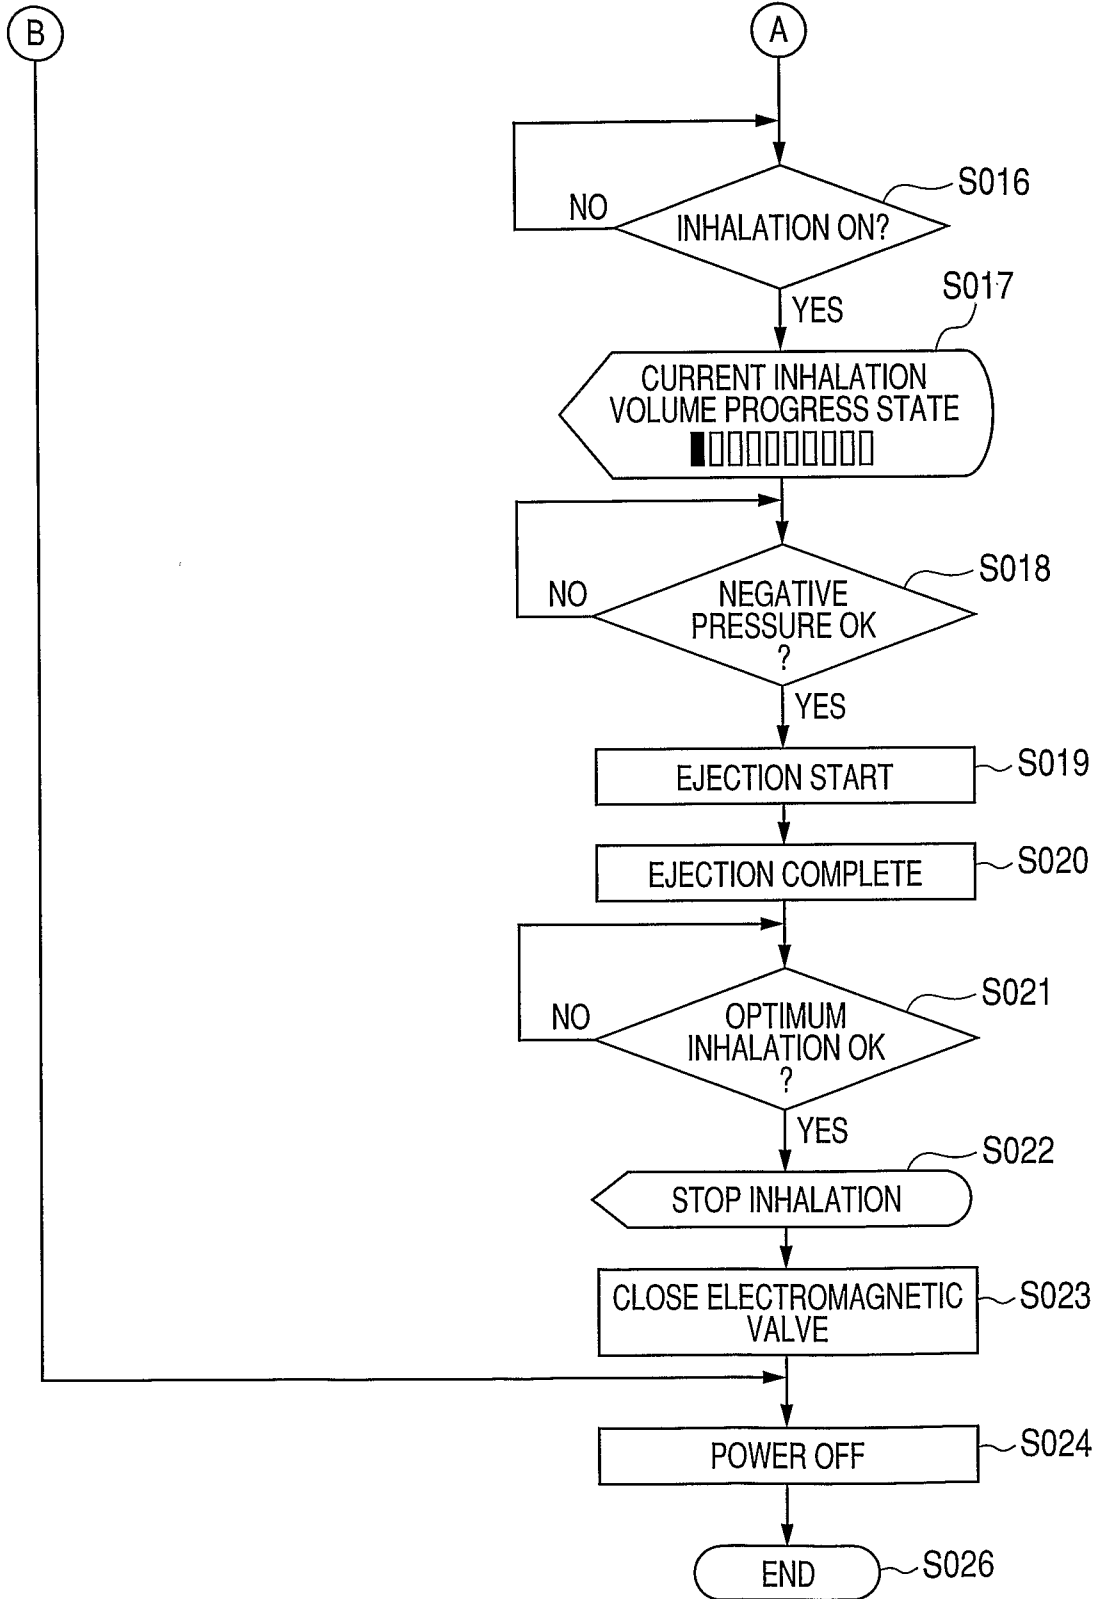 B
A
S016
NO
INHALATION ON?
S017
YES
CURRENT INHALATION
VOLUME PROGRESS STATE
S018
NO
NEGATIVE
PRESSURE OK
?
YES
EJECTION START
S019
EJECTION COMPLETE
S020
S021
NO
OPTIMUM
INHALATION OK
?
YES
S022
STOP INHALATION
CLOSE ELECTROMAGNETIC
VALVE
S023
POWER OFF
S024
END
S026